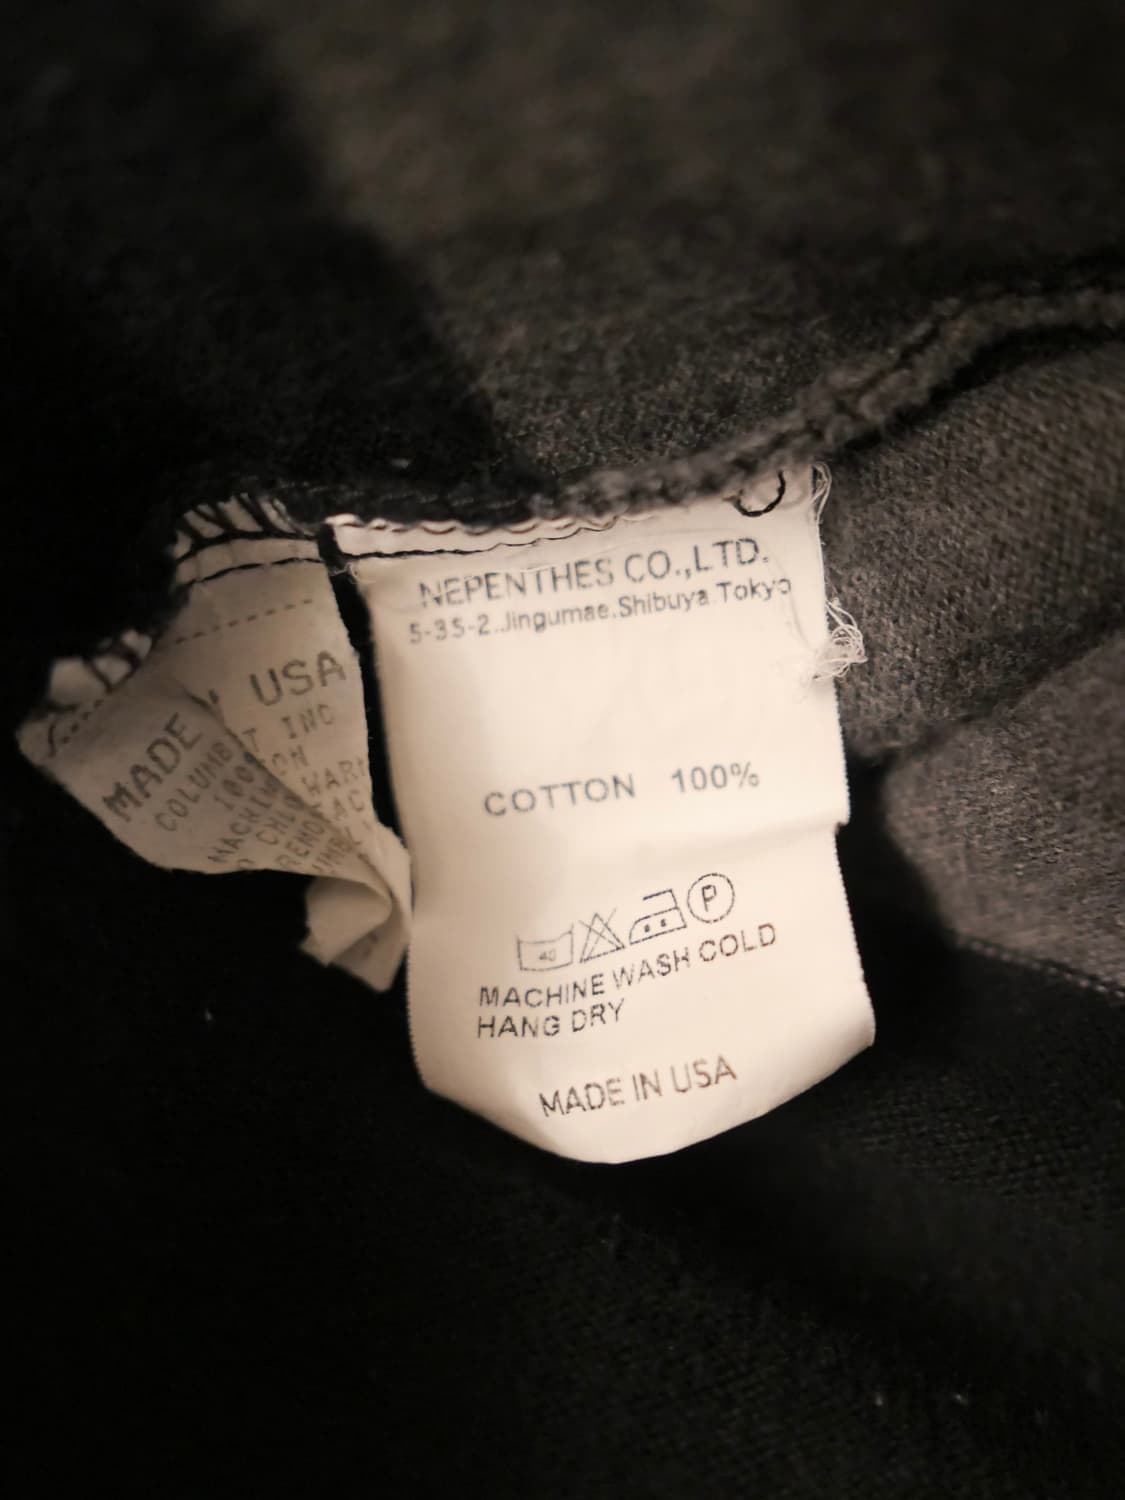 NEPENTHES CO.,LTD.
5-35-2.Jingumae.Shibuya.Tokyo
COTTON 100%
40 P
MACHINE WASH COLD
HANG DRY
MADE IN USA
MADE USA
INC